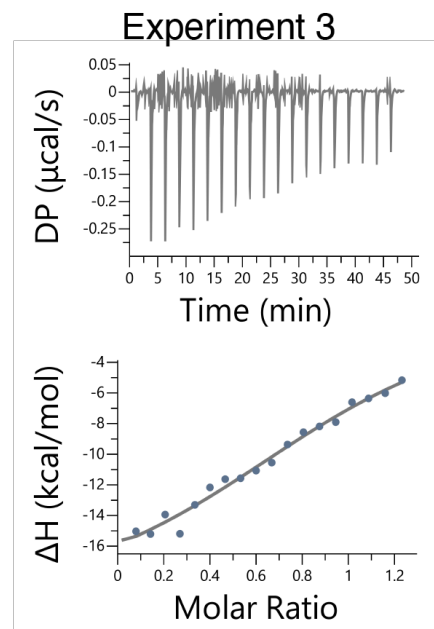 Experiment 3
0.05
0
-0.05
-0.1
-0.15
-0.2
-0.25
DP (µcal/s)
0 5 10 15 20 25 30 35 40 45 50
Time (min)
-4
-6
-8
-10
-12
-14
-16
ΔH (kcal/mol)
0 0.2 0.4 0.6 0.8 1 1.2
Molar Ratio